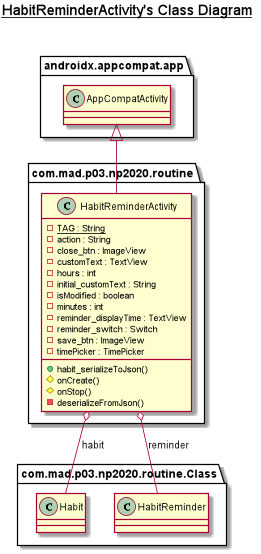 HabitReminderActivity's Class Diagram
androidx.appcompat.app
C AppCompatActivity
com.mad.p03.np2020.routine
C HabitReminderActivity
TAG : String
action : String
close_btn : ImageView
customText : TextView
hours : int
initial_customText : String
isModified : boolean
minutes : int
reminder_displayTime : TextView
reminder_switch : Switch
save_btn : ImageView
timePicker : TimePicker
habit_serializeToJson()
onCreate()
onStop()
deserializeFromJson()
habit
reminder
com.mad.p03.np2020.routine.Class
C Habit
C HabitReminder